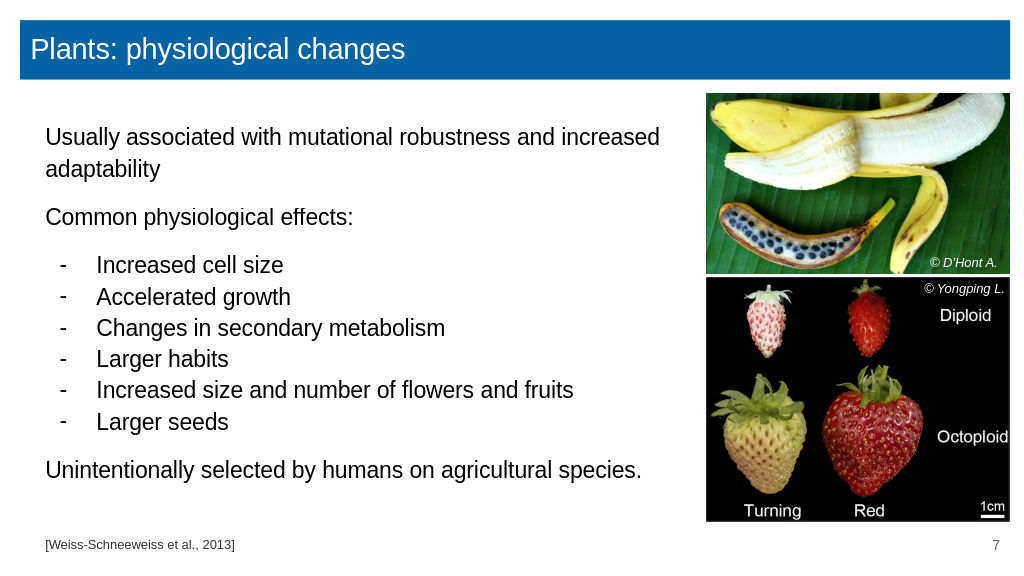 Plants: physiological changes
Usually associated with mutational robustness and increased
adaptability
Common physiological effects:
- Increased cell size
- Accelerated growth
- Changes in secondary metabolism
- Larger habits
- Increased size and number of flowers and fruits
- Larger seeds
Unintentionally selected by humans on agricultural species.
[Weiss-Schneeweiss et al., 2013]
© D'Hont A.
© Yongping L.
Diploid
Octoploid
Turning Red
1cm
7